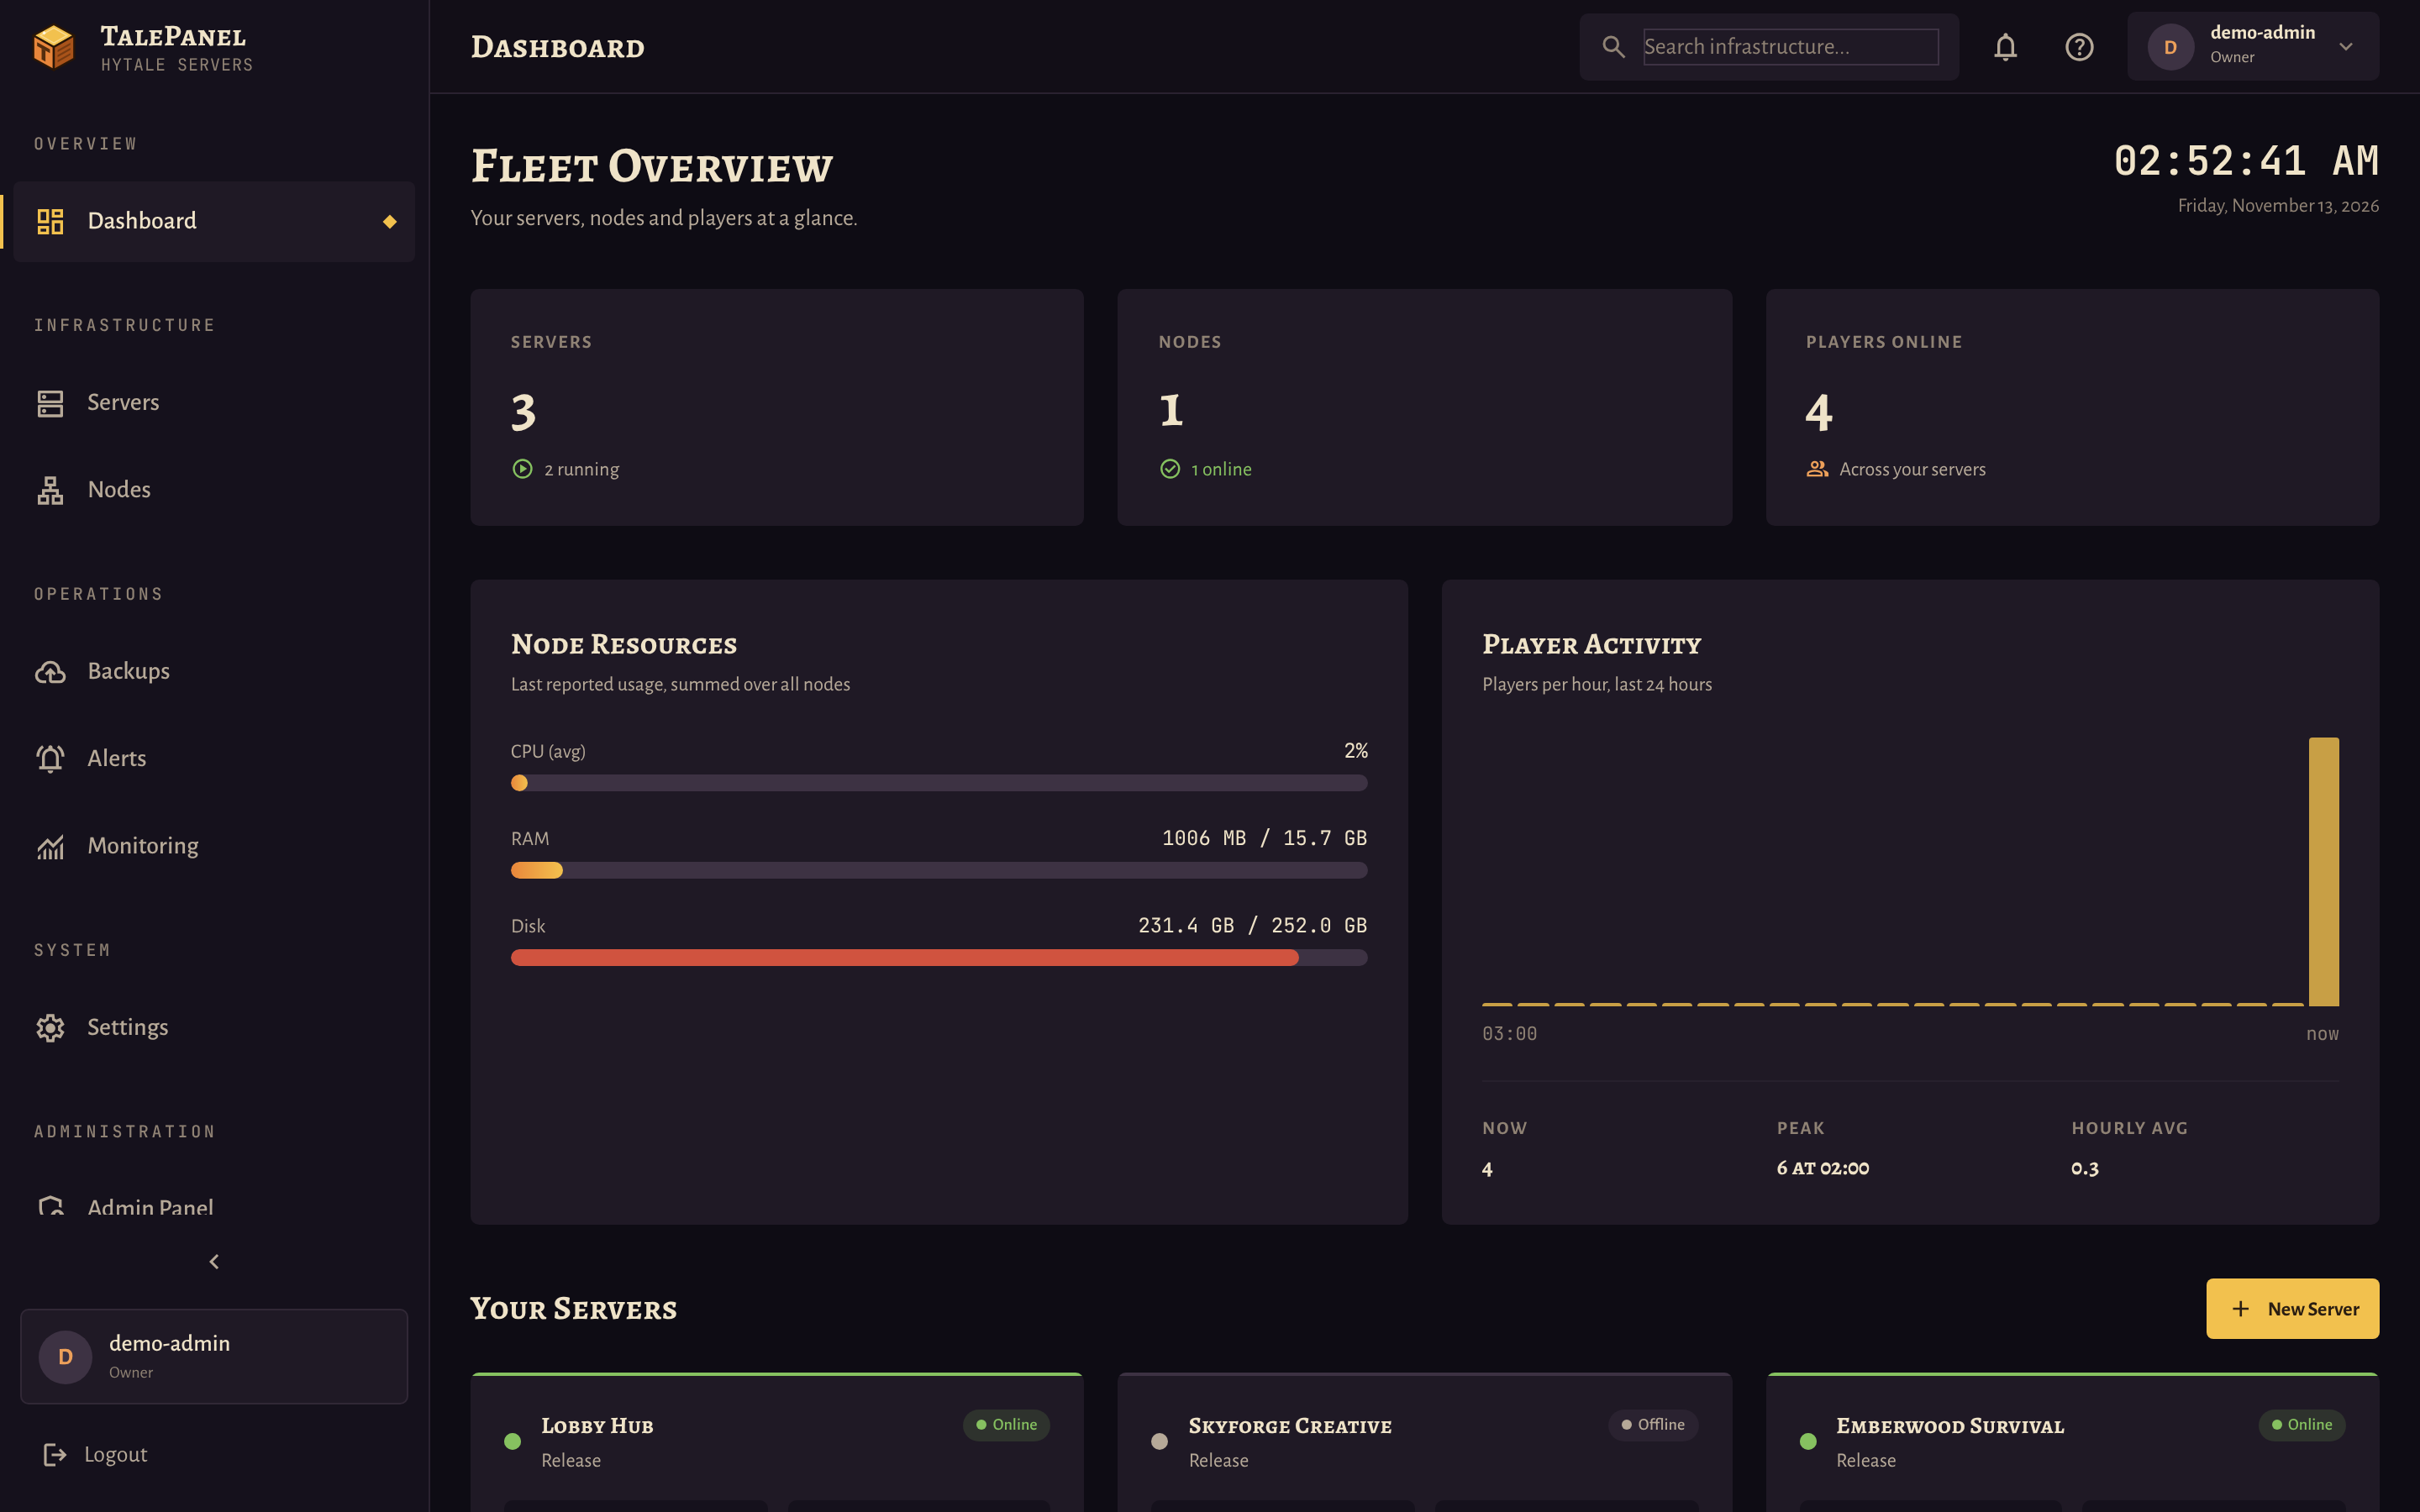 TalePanel
HYTALE SERVERS
OVERVIEW
Dashboard
INFRASTRUCTURE
Servers
Nodes
OPERATIONS
Backups
Alerts
Monitoring
SYSTEM
Settings
ADMINISTRATION
Admin Panel
D
demo-admin
Owner
Logout
Dashboard
Search infrastructure...
D
demo-admin
Owner
Fleet Overview
Your servers, nodes and players at a glance.
02:52:41 AM
Friday, November 13, 2026
SERVERS
3
2 running
NODES
1
1 online
PLAYERS ONLINE
4
Across your servers
Node Resources
Last reported usage, summed over all nodes
CPU (avg) 2%
RAM 1006 MB / 15.7 GB
Disk 231.4 GB / 252.0 GB
Player Activity
Players per hour, last 24 hours
03:00 now
NOW PEAK HOURLY AVG
4 6 AT 02:00 0.3
Your Servers
New Server
Lobby Hub
Online
Release
Skyforge Creative
Offline
Release
Emberwood Survival
Online
Release